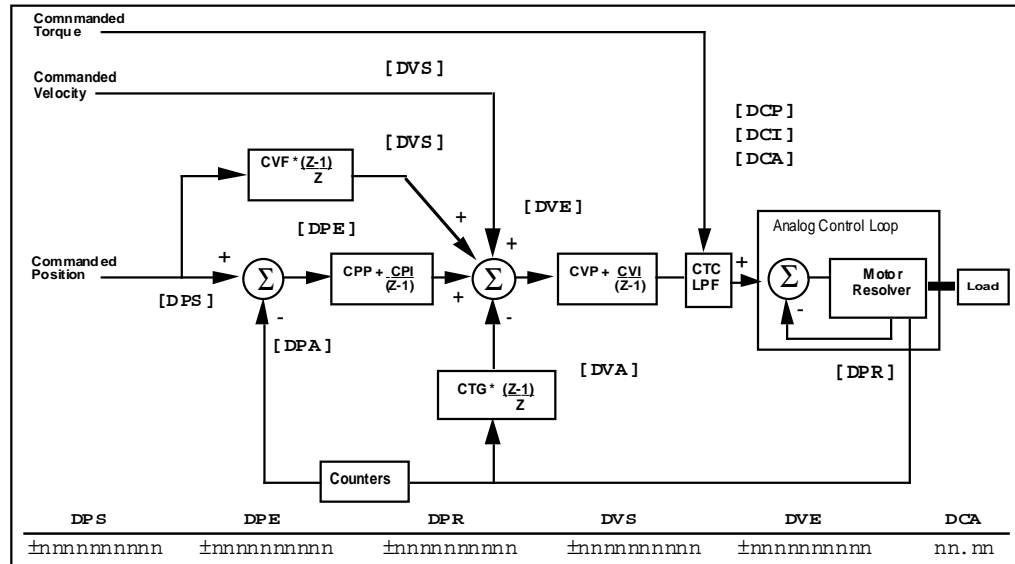 Comnmanded
Torque
[DVS]
Commanded
Velocity
[DCP]
[DCI]
[DCA]
[DVS]
CVF * (Z-1)
Z
+
[DVE]
Analog Control Loop
[DPE]
+
+
Commanded
Position
Σ
CPP + CPI
(Z-1)
+
Σ
CVP + CVI
(Z-1)
CTC
LPF
+
Σ
Motor
Resolver
Load
[DPS]
-
-
-
[DPA]
[DVA]
[DPR]
CTG * (Z-1)
Z
Counters
DPS DPE DPR DVS DVE DCA
±nnnnnnnnnn ±nnnnnnnnnn ±nnnnnnnnnn ±nnnnnnnnnn ±nnnnnnnnnn nn.nn